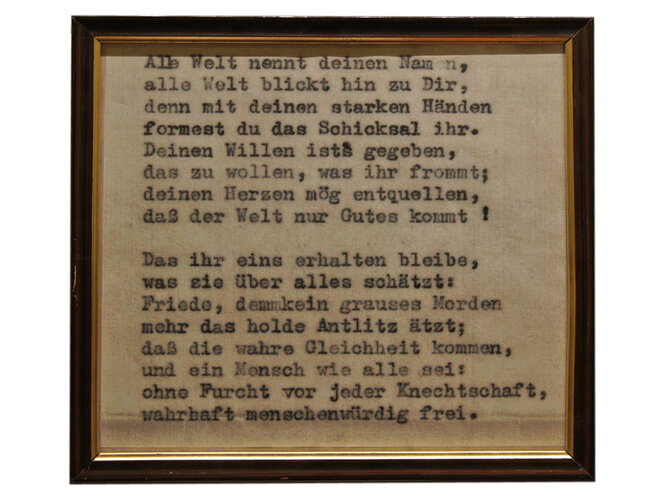 Alle Welt nennt deinen Namen,
alle Welt blickt hin zu Dir,
denn mit deinen starken Händen
formest du das Schicksal ihr.
Deinen Willen ists gegeben,
das zu wollen, was ihr frommt;
deinen Herzen mög entquellen,
daß der Welt nur Gutes kommt !
Das ihr eins erhalten bleibe,
was sie über alles schätzt:
Friede, demmkein grauses Morden
mehr das holde Antlitz ätzt;
daß die wahre Gleichheit kommen,
und ein Mensch wie alle sei:
ohne Furcht vor jeder Knechtschaft,
wahrhaft menschenwürdig frei.